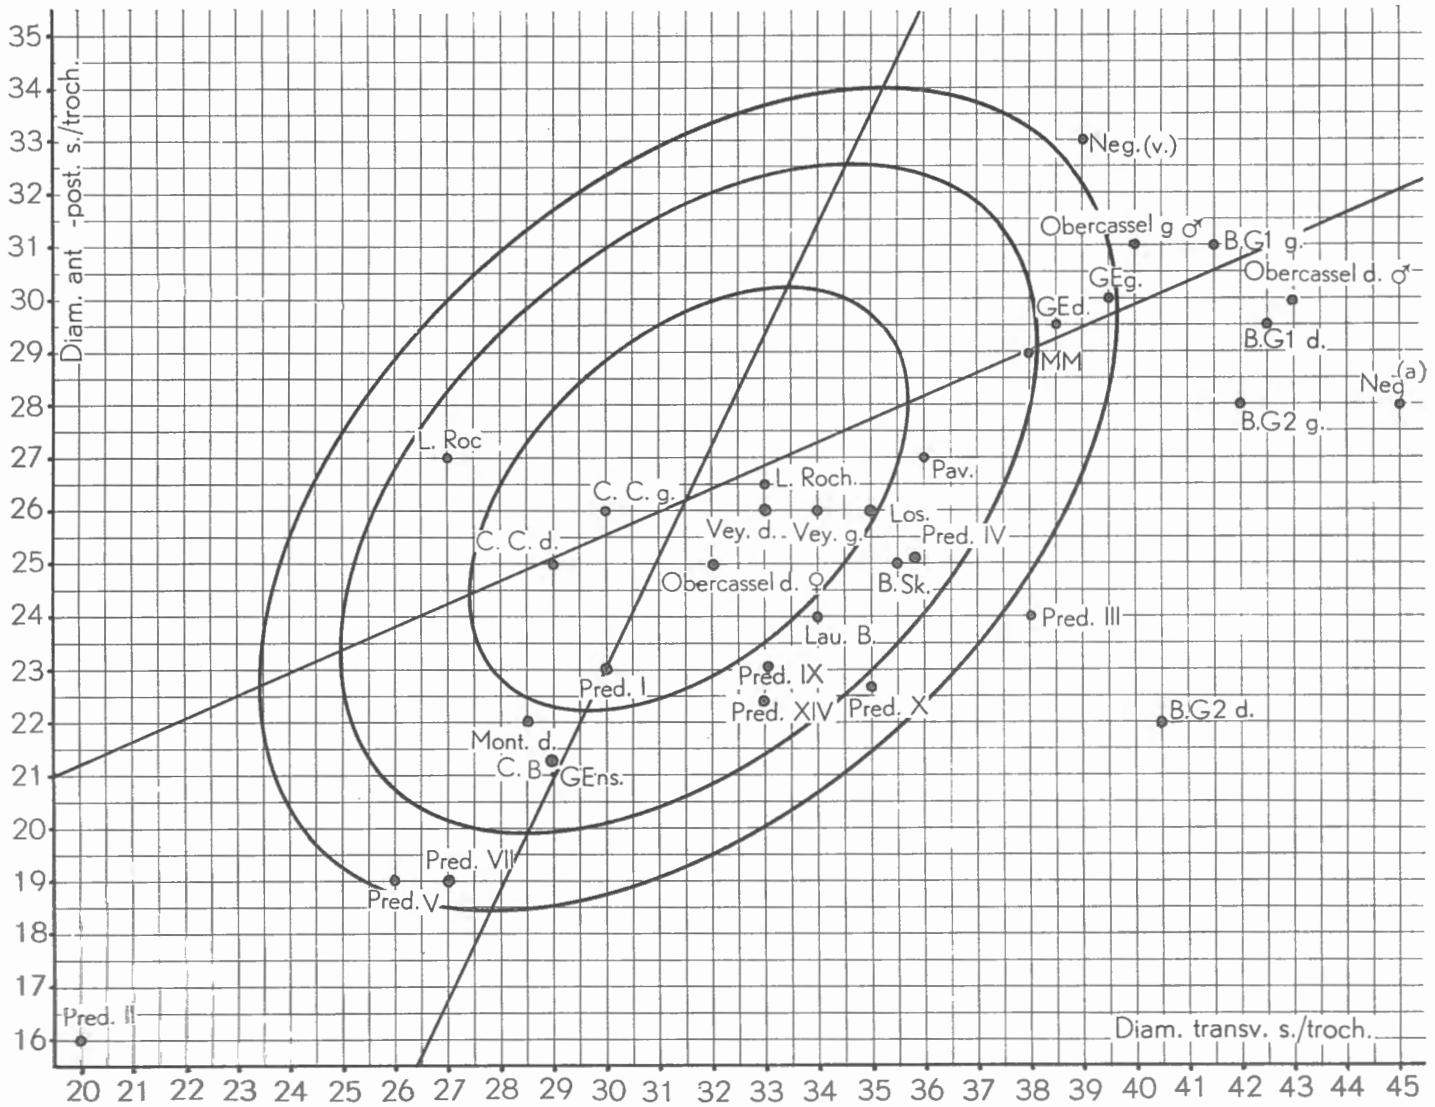 35
34
33
32
31
30
29
28
27
26
25
24
23
22
21
20
19
18
17
16
Diam. ant -post. s./troch.
Neg.(v.)
Obercassel g ♂
B.G1 g.
Obercassel d. ♂
GEg.
GEd.
B.G1 d.
MM
Neg(a)
B.G2 g.
L. Roc
L. Roch.
Pav.
C. C. g.
Vey. d.. Vey. g.
Los.
Pred. IV
C. C. d.
Obercassel d. ♀
B. Sk.
Pred. III
Lau. B.
Pred. I
Pred. IX
Pred. XIV
Pred. X
B.G2 d.
Mont. d.
C. B
GEns.
Pred. VII
Pred. V
Pred. II
Diam. transv. s./troch.
20 21 22 23 24 25 26 27 28 29 30 31 32 33 34 35 36 37 38 39 40 41 42 43 44 45